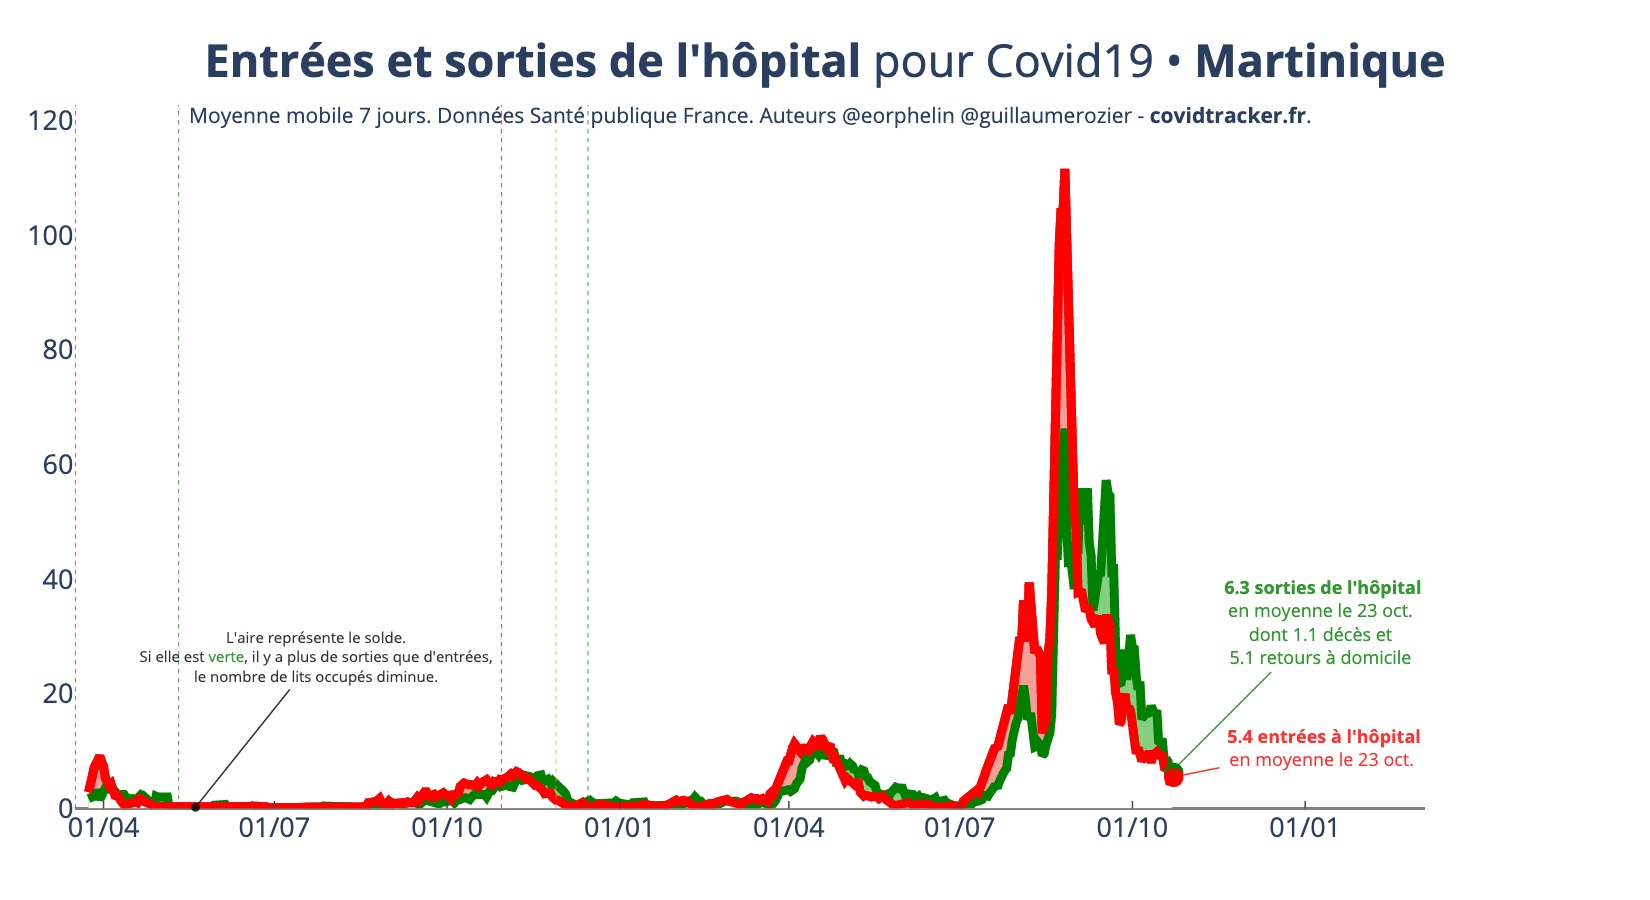 Entrées et sorties de l'hôpital pour Covid19 • Martinique
Moyenne mobile 7 jours. Données Santé publique France. Auteurs @eorphelin @guillaumerozier - covidtracker.fr.
120
100
80
60
40
20
0
L'aire représente le solde.
Si elle est verte, il y a plus de sorties que d'entrées,
le nombre de lits occupés diminue.
6.3 sorties de l'hôpital
en moyenne le 23 oct.
dont 1.1 décès et
5.1 retours à domicile
5.4 entrées à l'hôpital
en moyenne le 23 oct.
01/04 01/07 01/10 01/01 01/04 01/07 01/10 01/01